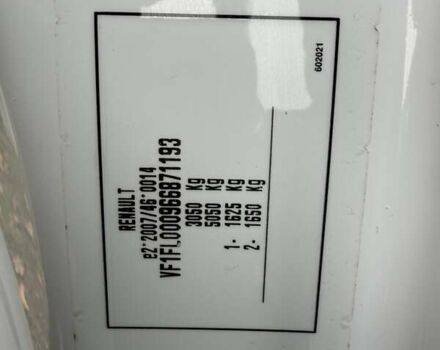 RENAULT
e2*2007/46*0014
VF1FL000966871193
3050 Kg
5050 Kg
1- 1625 Kg
2- 1650 Kg
602021